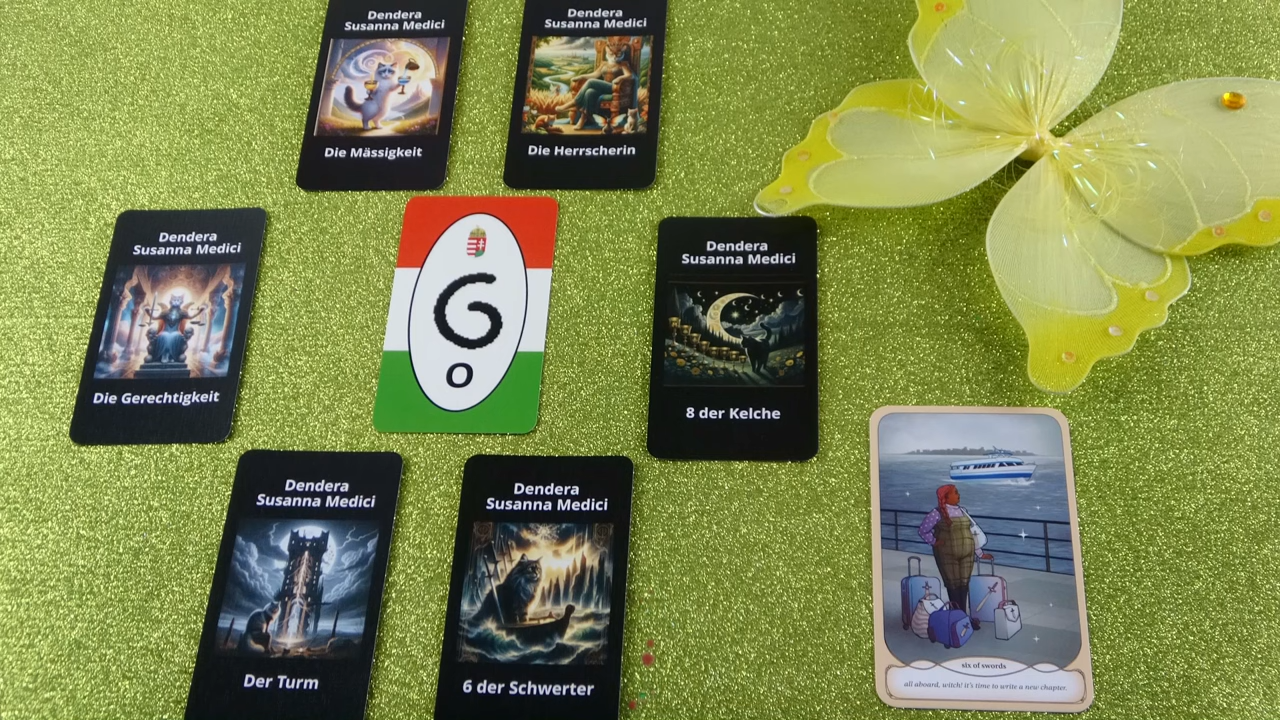 Dendera
Susanna Medici
Die Mässigkeit
Dendera
Susanna Medici
Die Herrscherin
Dendera
Susanna Medici
Die Gerechtigkeit
O
Dendera
Susanna Medici
8 der Kelche
Dendera
Susanna Medici
Der Turm
Dendera
Susanna Medici
6 der Schwerter
six of swords
all aboard, witch! it's time to write a new chapter.